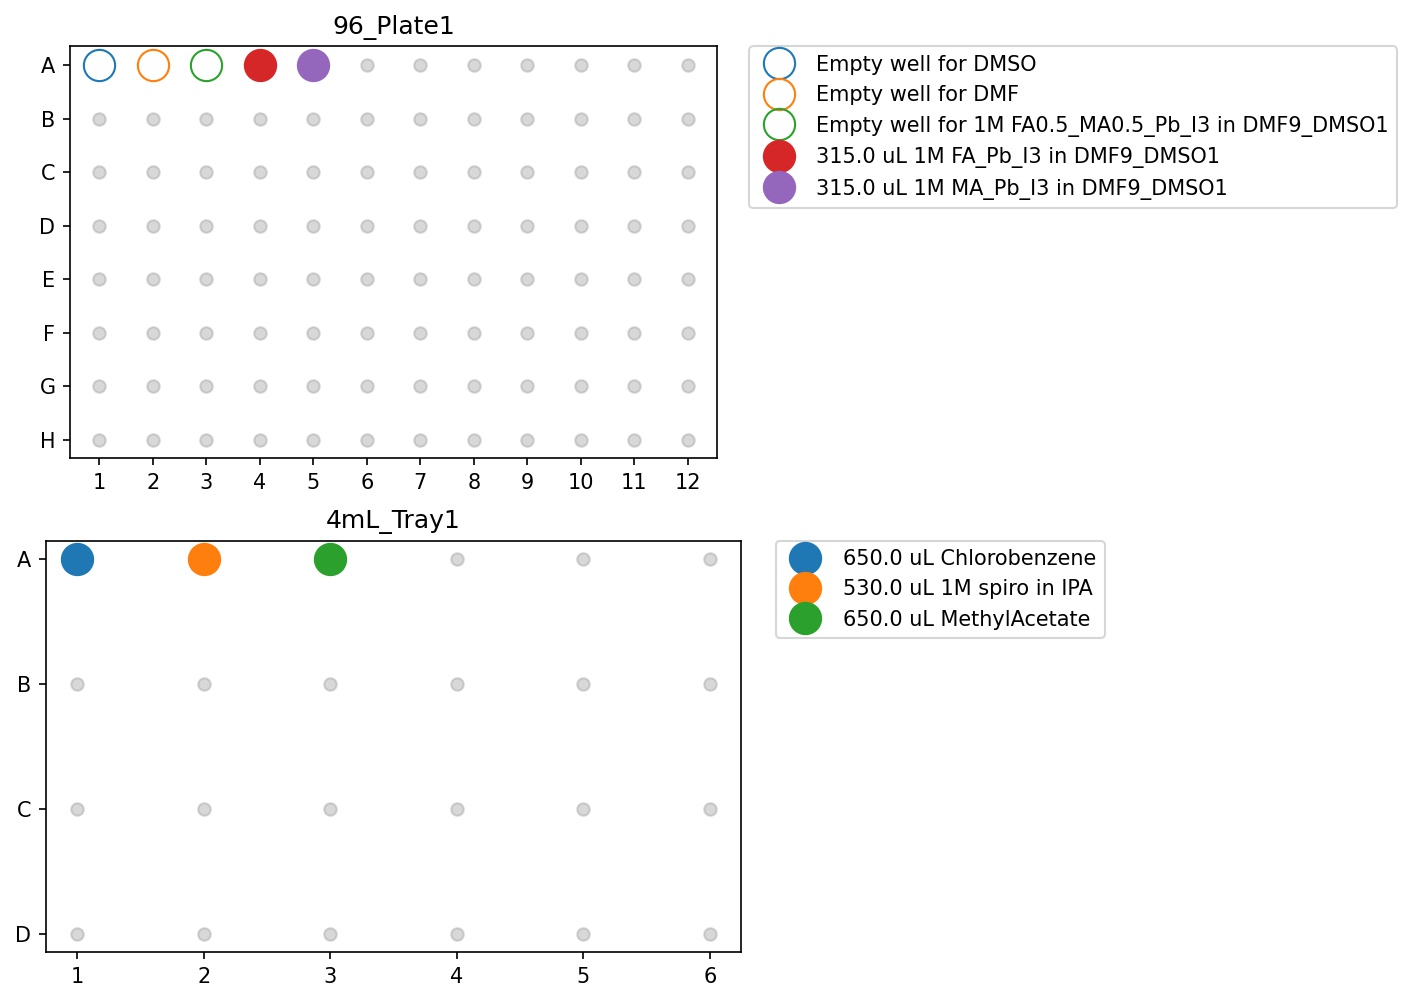 96_Plate1
A
B
C
D
E
F
G
H
1 2 3 4 5 6 7 8 9 10 11 12
Empty well for DMSO
Empty well for DMF
Empty well for 1M FA0.5_MA0.5_Pb_I3 in DMF9_DMSO1
315.0 uL 1M FA_Pb_I3 in DMF9_DMSO1
315.0 uL 1M MA_Pb_I3 in DMF9_DMSO1
4mL_Tray1
A
B
C
D
1 2 3 4 5 6
650.0 uL Chlorobenzene
530.0 uL 1M spiro in IPA
650.0 uL MethylAcetate